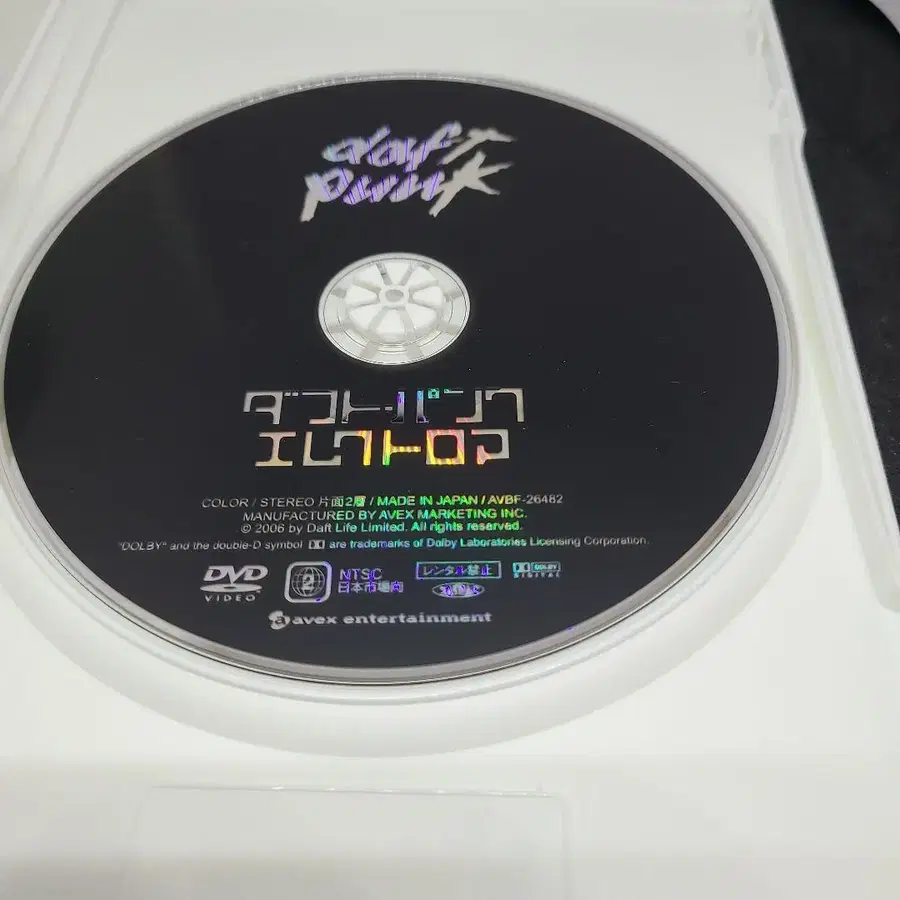 daft
punk
ダフト・パンク
エレクトロマ
COLOR / STEREO 片面2層 / MADE IN JAPAN / AVBF-26482
MANUFACTURED BY AVEX MARKETING INC.
© 2006 by Daft Life Limited. All rights reserved.
"DOLBY" and the double-D symbol are trademarks of Dolby Laboratories Licensing Corporation.
DVD
VIDEO
2
NTSC
日本市場向
レンタル禁止
DOLBY
DIGITAL
avex entertainment